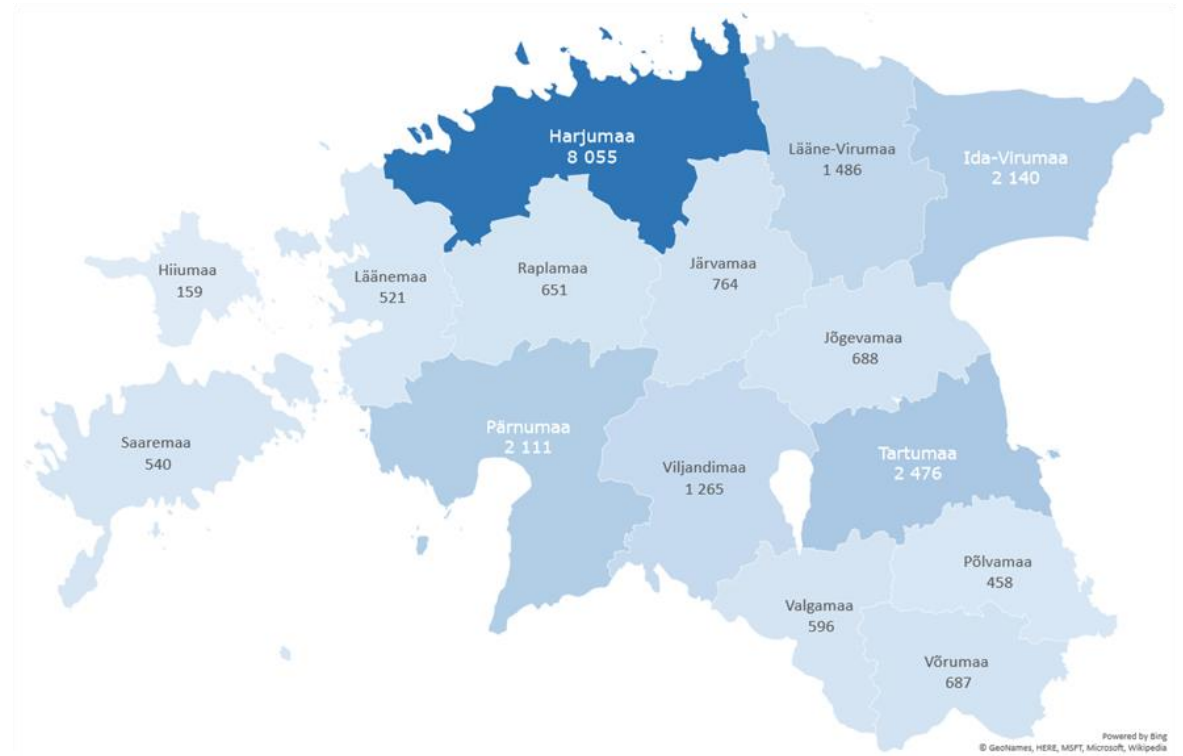 Harjumaa
8 055
Lääne-Virumaa
1 486
Ida-Virumaa
2 140
Hiiumaa
159
Läänemaa
521
Raplamaa
651
Järvamaa
764
Jõgevamaa
688
Saaremaa
540
Pärnumaa
2 111
Viljandimaa
1 265
Tartumaa
2 476
Põlvamaa
458
Valgamaa
596
Võrumaa
687
Powered by Bing
© GeoNames, HERE, MSFT, Microsoft, Wikipedia